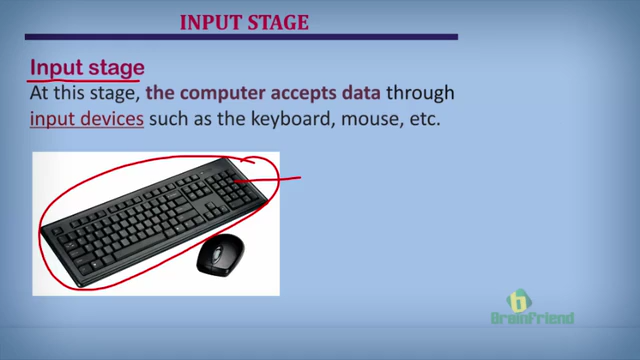 INPUT STAGE
Input stage
At this stage, the computer accepts data through
input devices such as the keyboard, mouse, etc.
b
BrainFriend